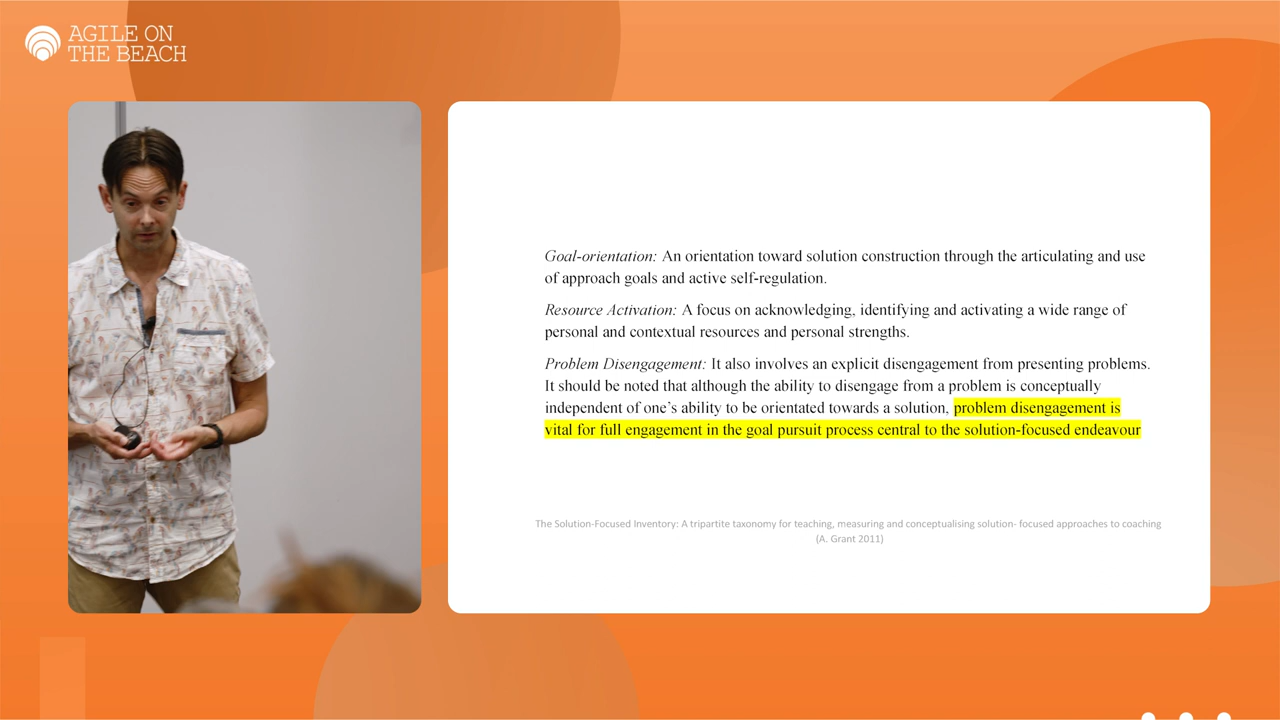 AGILE ON
THE BEACH
Goal-orientation: An orientation toward solution construction through the articulating and use
of approach goals and active self-regulation.
Resource Activation: A focus on acknowledging, identifying and activating a wide range of
personal and contextual resources and personal strengths.
Problem Disengagement: It also involves an explicit disengagement from presenting problems.
It should be noted that although the ability to disengage from a problem is conceptually
independent of one’s ability to be orientated towards a solution, problem disengagement is
vital for full engagement in the goal pursuit process central to the solution-focused endeavour
The Solution-Focused Inventory: A tripartite taxonomy for teaching, measuring and conceptualising solution- focused approaches to coaching
(A. Grant 2011)